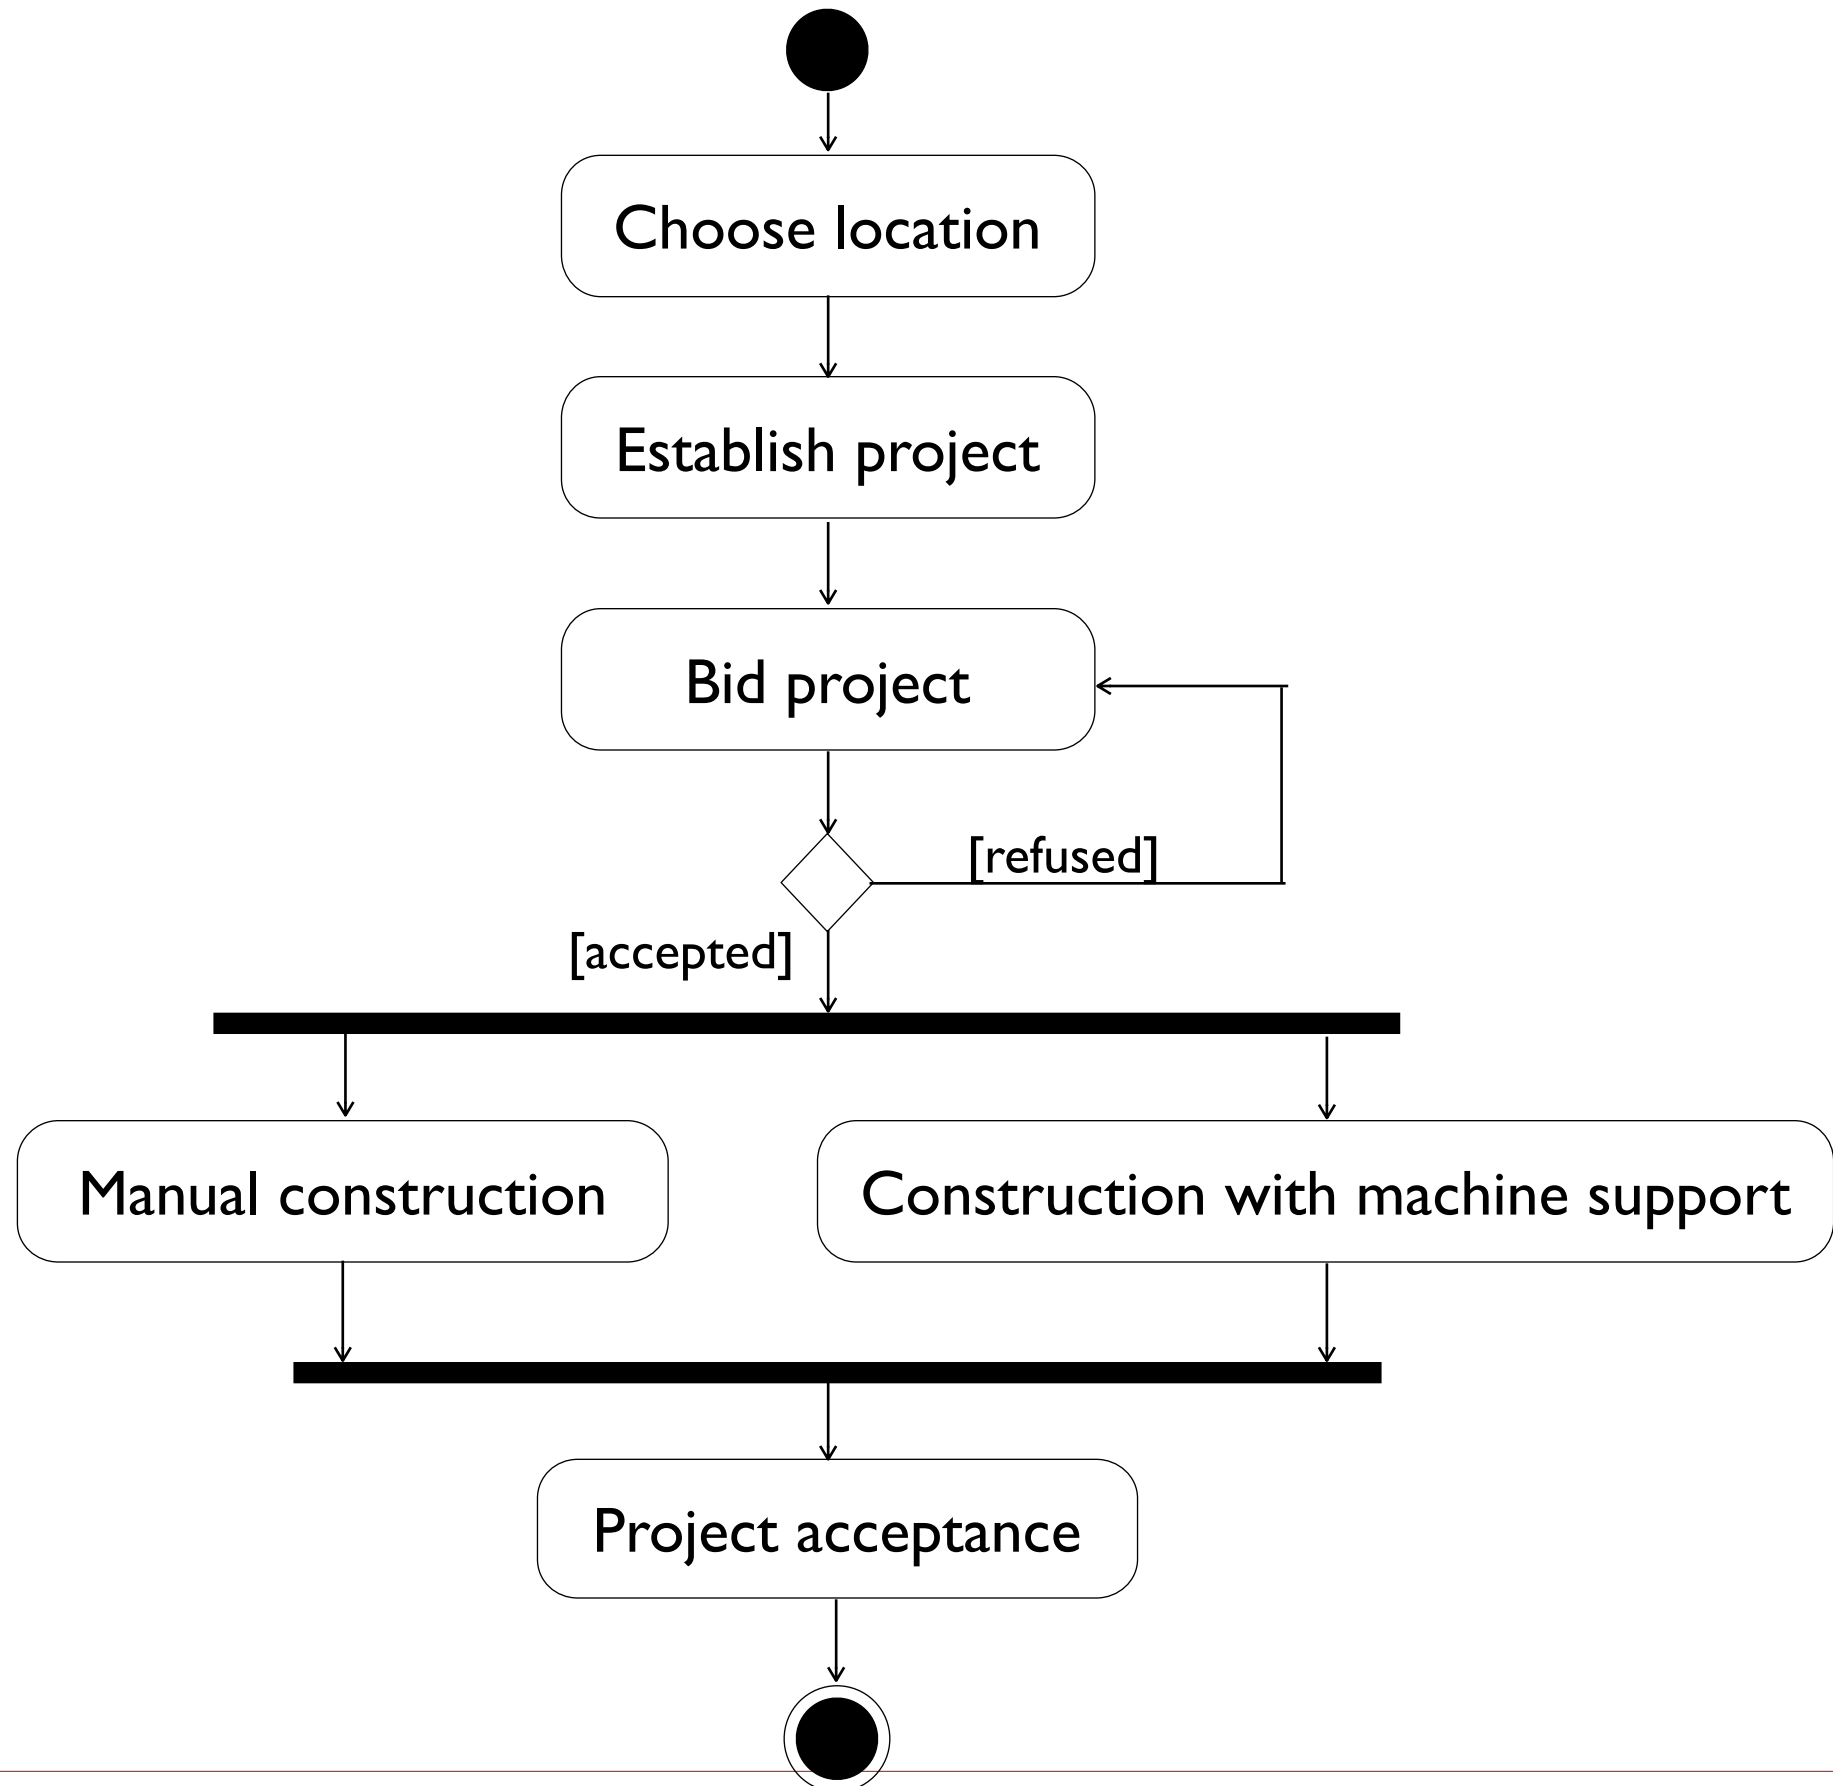 Choose location
Establish project
Bid project
[refused]
[accepted]
Manual construction
Construction with machine support
Project acceptance